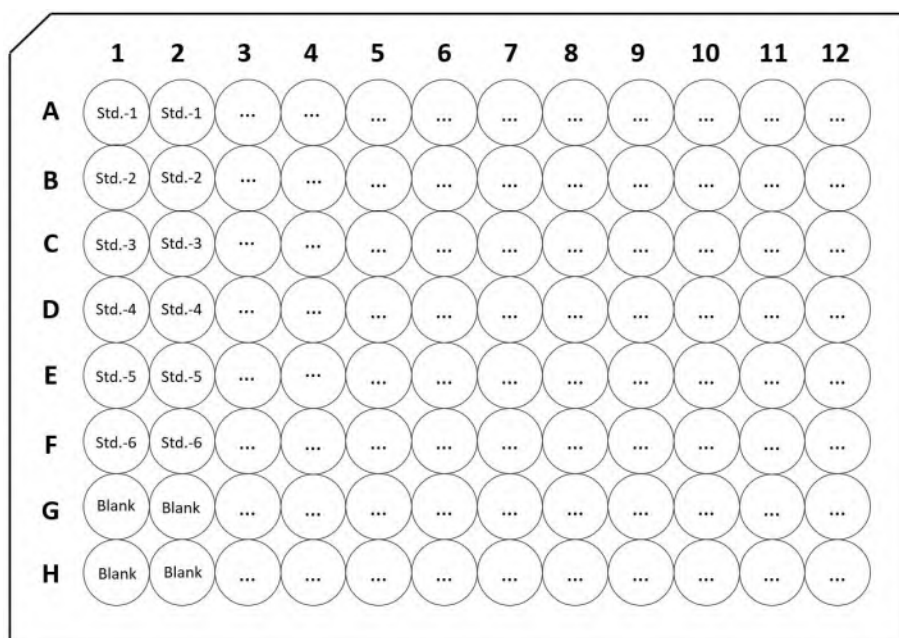 1 2 3 4 5 6 7 8 9 10 11 12
A Std.-1 Std.-1 ... ... ... ... ... ... ... ... ... ...
B Std.-2 Std.-2 ... ... ... ... ... ... ... ... ... ...
C Std.-3 Std.-3 ... ... ... ... ... ... ... ... ... ...
D Std.-4 Std.-4 ... ... ... ... ... ... ... ... ... ...
E Std.-5 Std.-5 ... ... ... ... ... ... ... ... ... ...
F Std.-6 Std.-6 ... ... ... ... ... ... ... ... ... ...
G Blank Blank ... ... ... ... ... ... ... ... ... ...
H Blank Blank ... ... ... ... ... ... ... ... ... ...